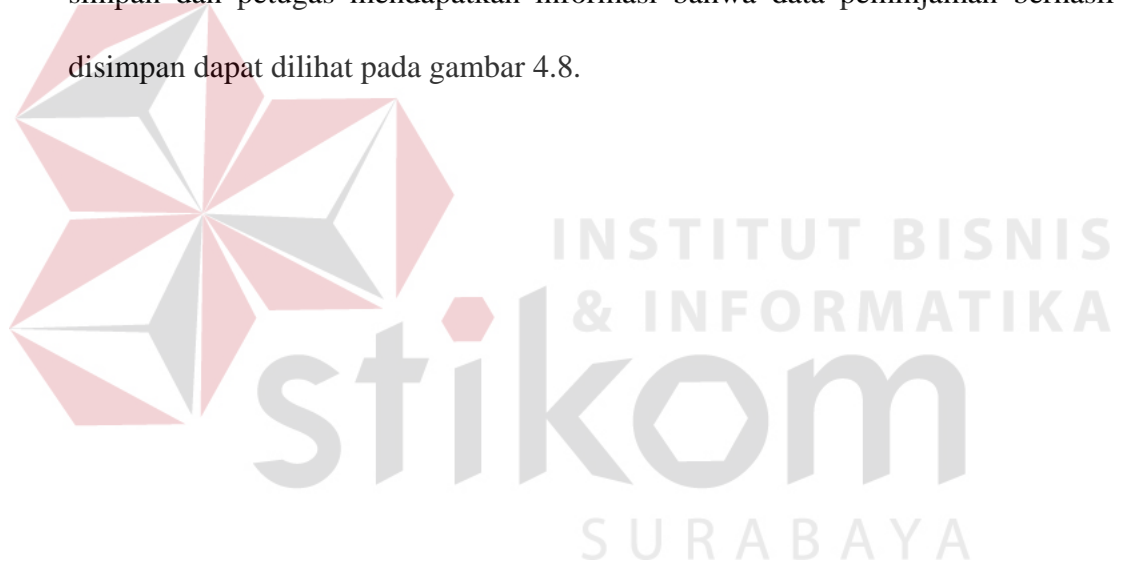 simpan dan petugas mendapatkan informasi bahwa data peminjaman berhasil
disimpan dapat dilihat pada gambar 4.8.
INSTITUT BISNIS
& INFORMATIKA
stikom
SURABAYA